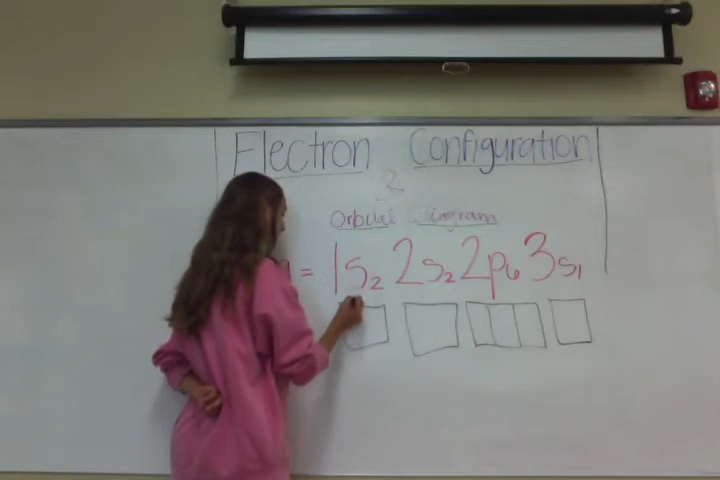 Electron Configuration
&
Orbital Diagram
= 1s2 2s2 2p6 3s1